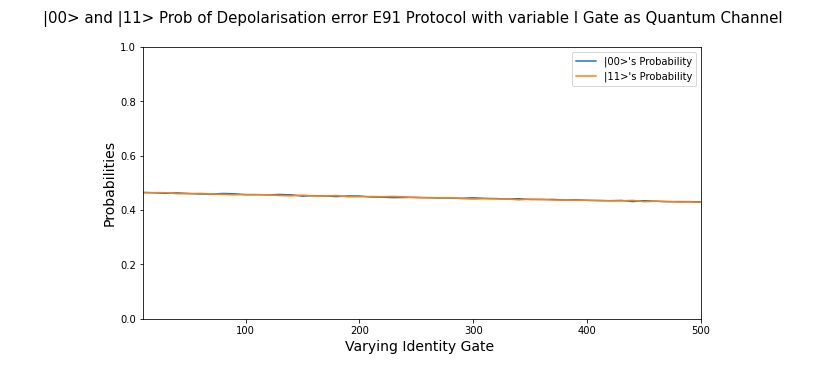 |00> and |11> Prob of Depolarisation error E91 Protocol with variable I Gate as Quantum Channel
1.0
|00>'s Probability
|11>'s Probability
0.8
0.6
Probabilities
0.4
0.2
0.0
100
200
300
400
500
Varying Identity Gate